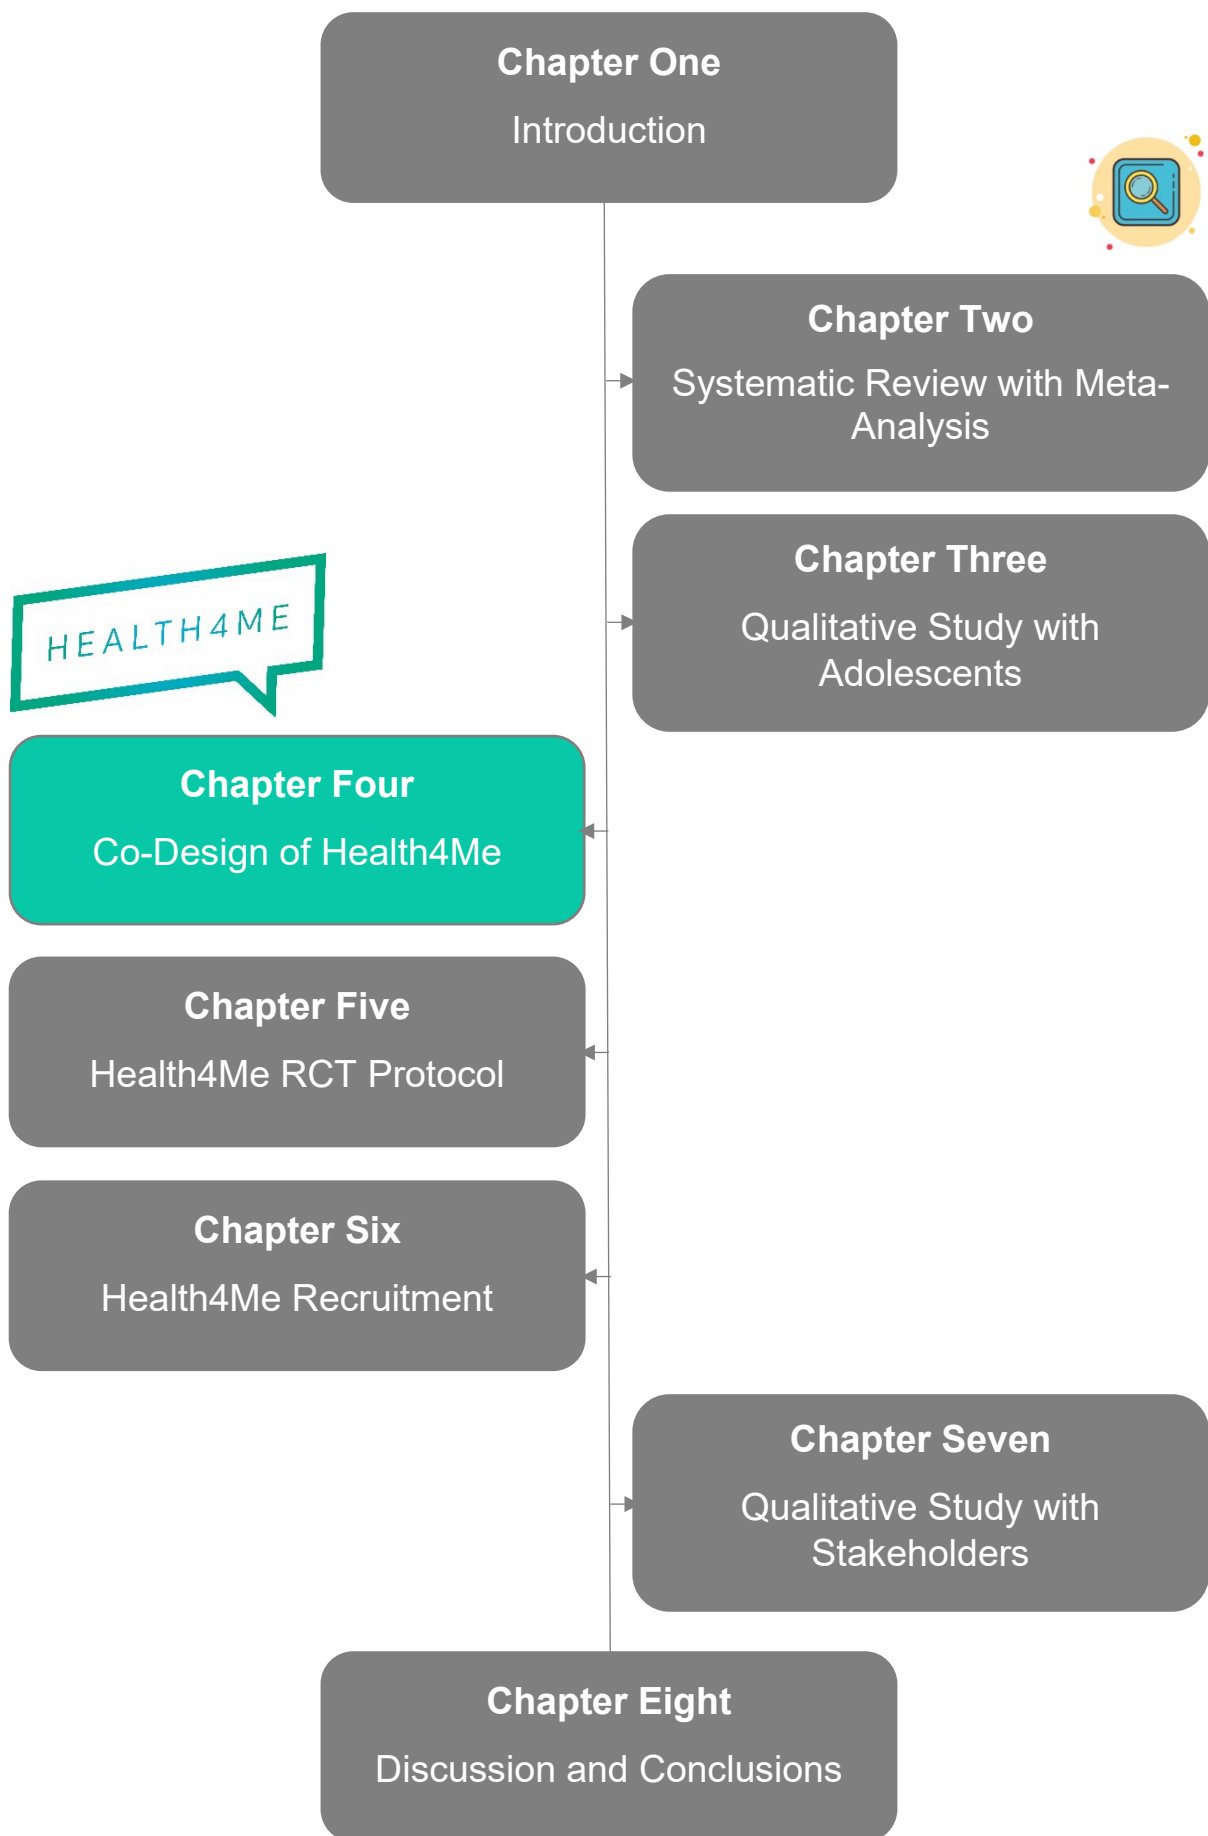 Chapter One
Introduction
Chapter Two
Systematic Review with Meta-
Analysis
Chapter Three
Qualitative Study with
Adolescents
HEALTH4ME
Chapter Four
Co-Design of Health4Me
Chapter Five
Health4Me RCT Protocol
Chapter Six
Health4Me Recruitment
Chapter Seven
Qualitative Study with
Stakeholders
Chapter Eight
Discussion and Conclusions